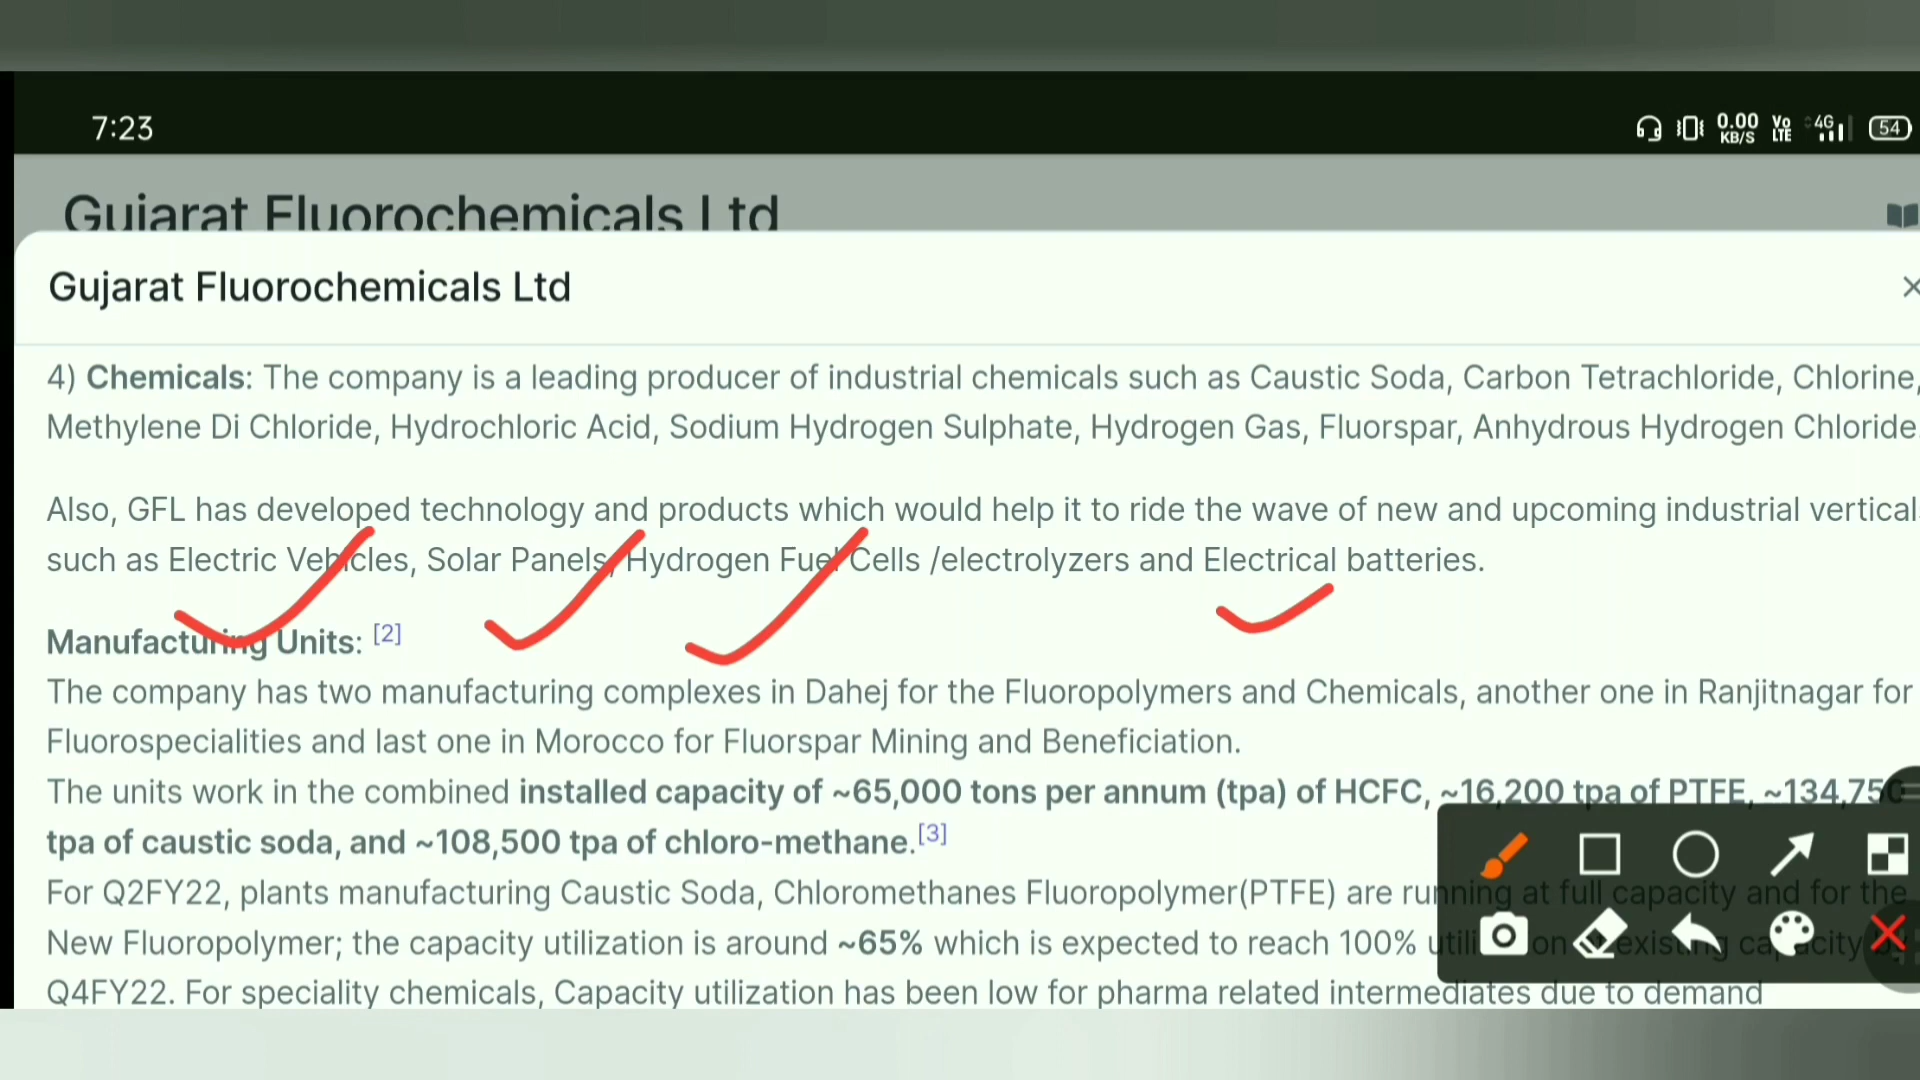 7:23
0.00 KB/S Vo LTE 4G 54
Gujarat Fluorochemicals Ltd
Gujarat Fluorochemicals Ltd
4) Chemicals: The company is a leading producer of industrial chemicals such as Caustic Soda, Carbon Tetrachloride, Chlorine,
Methylene Di Chloride, Hydrochloric Acid, Sodium Hydrogen Sulphate, Hydrogen Gas, Fluorspar, Anhydrous Hydrogen Chloride
Also, GFL has developed technology and products which would help it to ride the wave of new and upcoming industrial vertical
such as Electric Vehicles, Solar Panels, Hydrogen Fuel Cells /electrolyzers and Electrical batteries.
Manufacturing Units: [2]
The company has two manufacturing complexes in Dahej for the Fluoropolymers and Chemicals, another one in Ranjitnagar for
Fluorospecialities and last one in Morocco for Fluorspar Mining and Beneficiation.
The units work in the combined installed capacity of ~65,000 tons per annum (tpa) of HCFC, ~16,200 tpa of PTFE, ~134,750
tpa of caustic soda, and ~108,500 tpa of chloro-methane.[3]
For Q2FY22, plants manufacturing Caustic Soda, Chloromethanes Fluoropolymer(PTFE) are running at full capacity and for the
New Fluoropolymer; the capacity utilization is around ~65% which is expected to reach 100% existing capacity
Q4FY22. For speciality chemicals, Capacity utilization has been low for pharma related intermediates due to demand